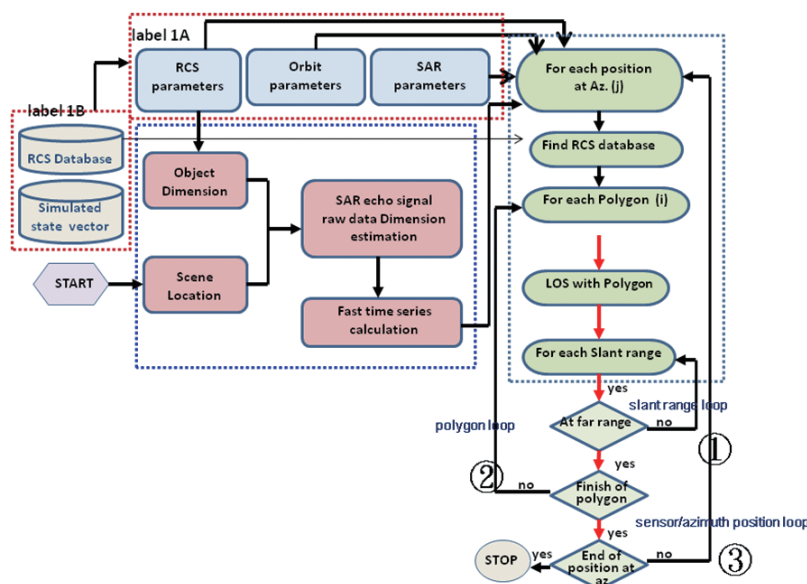 label 1A
RCS
parameters
Orbit
parameters
SAR
parameters
For each position
at Az. (j)
label 1B
RCS Database
Simulated
state vector
Find RCS database
Object
Dimension
For each Polygon (i)
SAR echo signal
raw data Dimension
estimation
START
Scene
Location
LOS with Polygon
Fast time series
calculation
For each Slant range
yes
slant range loop
At far range
no
polygon loop
①
yes
②
no
Finish of
polygon
sensor/azimuth position loop
yes
STOP
yes
End of
position at
az
no
③